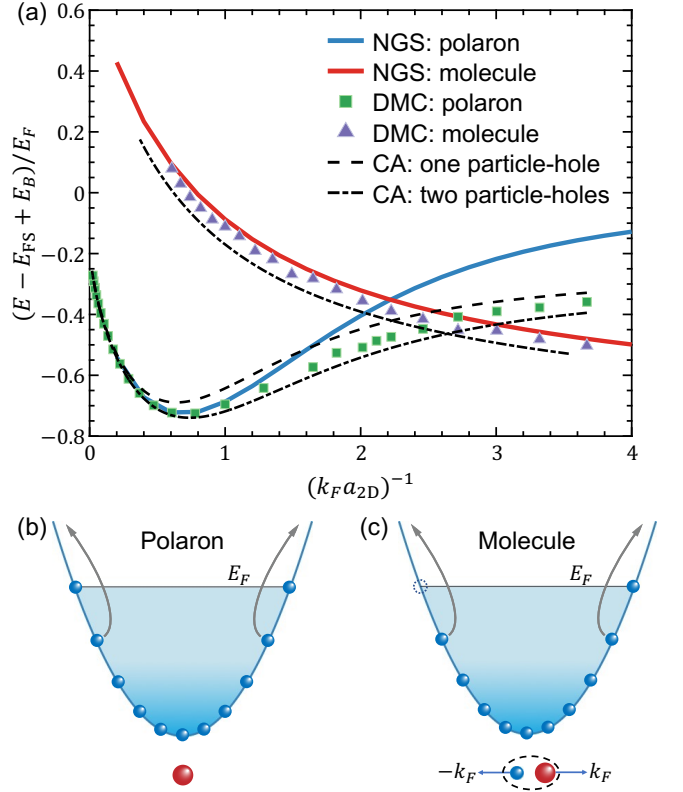 (a)
0.6
0.4
0.2
0
−0.2
−0.4
−0.6
−0.8
(E − E_FS + E_B)/E_F
NGS: polaron
NGS: molecule
DMC: polaron
DMC: molecule
CA: one particle-hole
CA: two particle-holes
0 1 2 3 4
(k_F a_2D)⁻¹
(b)
Polaron
E_F
(c)
Molecule
E_F
−k_F
k_F